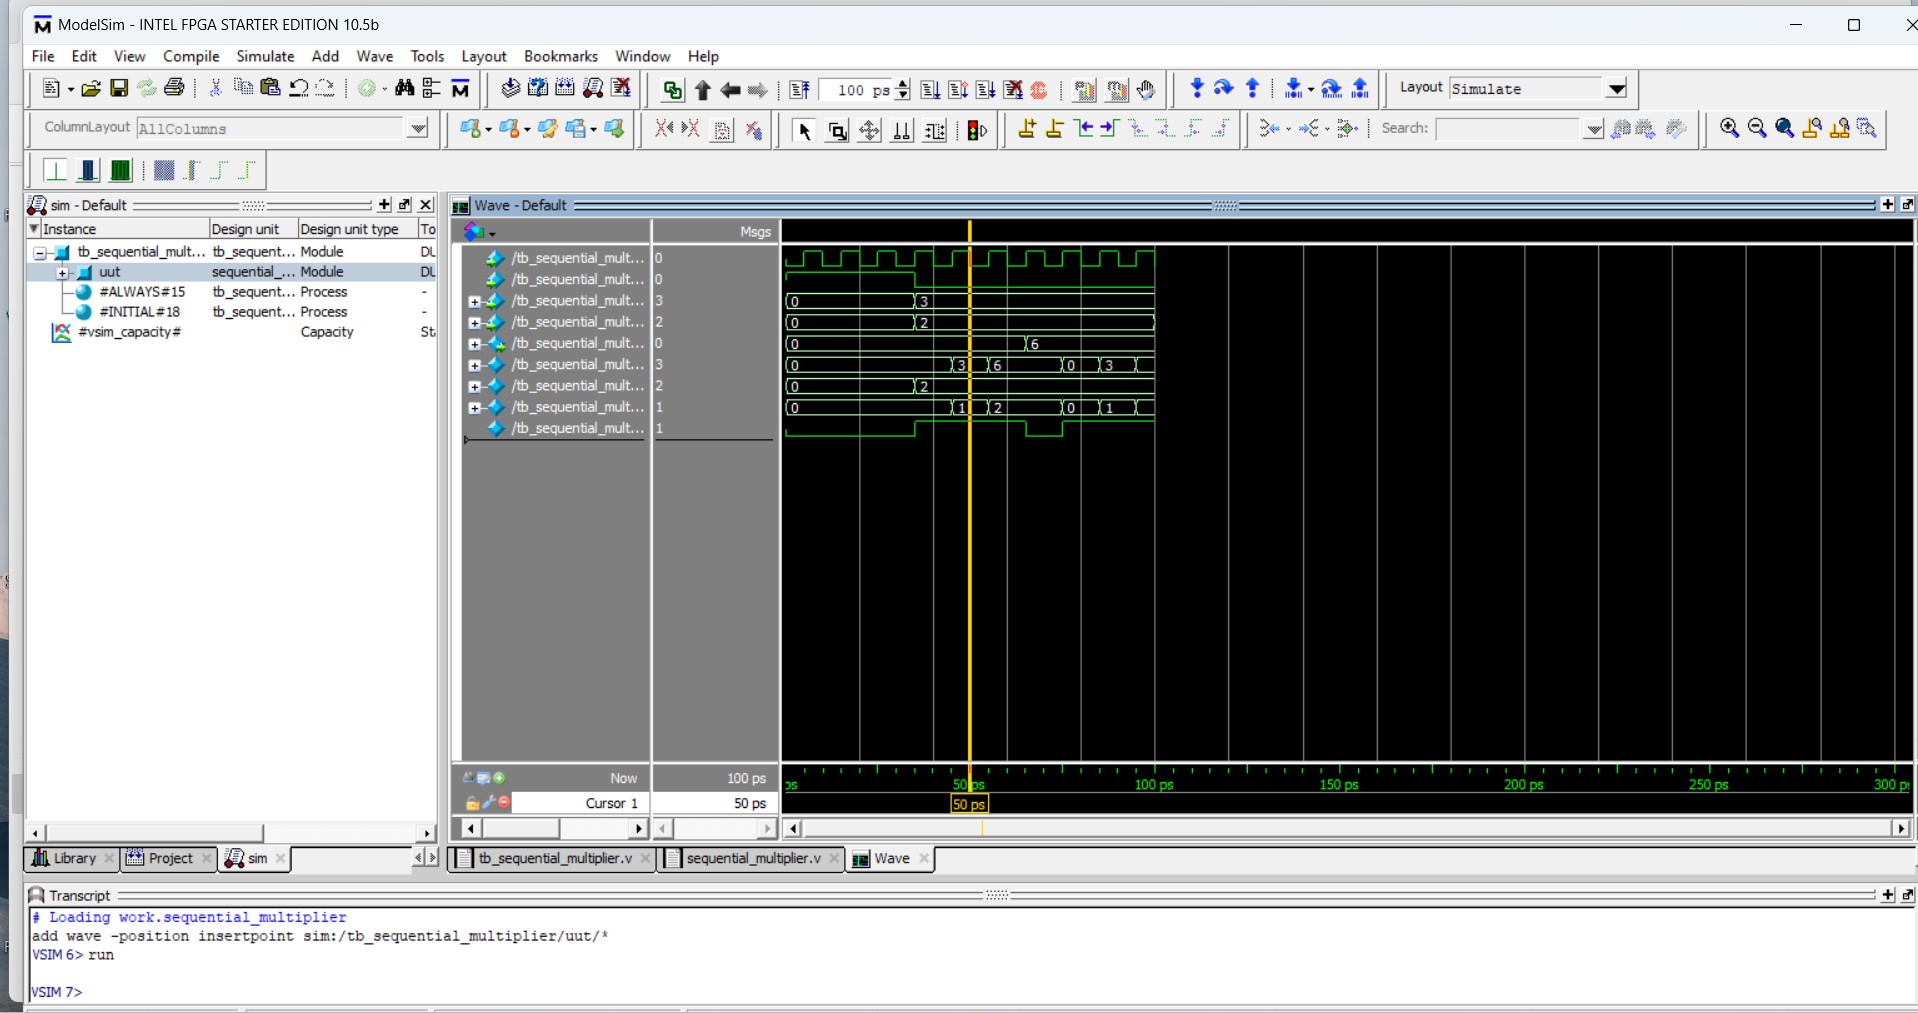 ModelSim - INTEL FPGA STARTER EDITION 10.5b
File Edit View Compile Simulate Add Wave Tools Layout Bookmarks Window Help
100 ps
Layout Simulate
ColumnLayout AllColumns
Search:
sim - Default
Instance Design unit Design unit type To
tb_sequential_mult... tb_sequent... Module DU
uut sequential_... Module DU
#ALWAYS#15 tb_sequent... Process -
#INITIAL#18 tb_sequent... Process -
#vsim_capacity# Capacity St
Wave - Default
Msgs
/tb_sequential_mult... 0
/tb_sequential_mult... 0
/tb_sequential_mult... 3 0 3
/tb_sequential_mult... 2 0 2
/tb_sequential_mult... 0 0 6
/tb_sequential_mult... 3 0 3 6 0 3
/tb_sequential_mult... 2 0 2
/tb_sequential_mult... 1 0 1 2 0 1
/tb_sequential_mult... 1
Now 100 ps
ps 50 ps 100 ps 150 ps 200 ps 250 ps 300 p
Cursor 1 50 ps
50 ps
Library Project sim
tb_sequential_multiplier.v sequential_multiplier.v Wave
Transcript
# Loading work.sequential_multiplier
add wave -position insertpoint sim:/tb_sequential_multiplier/uut/*
VSIM 6> run
VSIM 7>